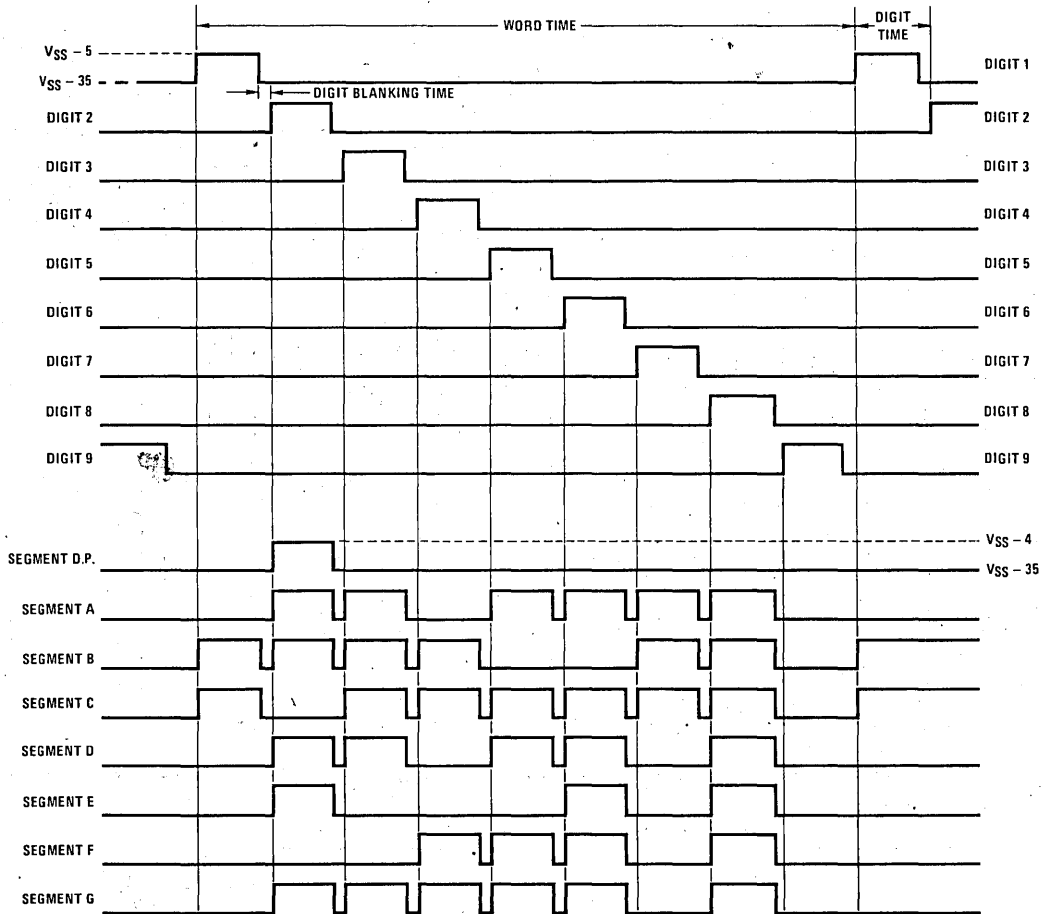 WORD TIME
DIGIT
TIME
VSS – 5
VSS – 35
DIGIT 1
DIGIT BLANKING TIME
DIGIT 2
DIGIT 2
DIGIT 3
DIGIT 3
DIGIT 4
DIGIT 4
DIGIT 5
DIGIT 5
DIGIT 6
DIGIT 6
DIGIT 7
DIGIT 7
DIGIT 8
DIGIT 8
DIGIT 9
DIGIT 9
VSS – 4
SEGMENT D.P.
VSS – 35
SEGMENT A
SEGMENT B
SEGMENT C
SEGMENT D
SEGMENT E
SEGMENT F
SEGMENT G